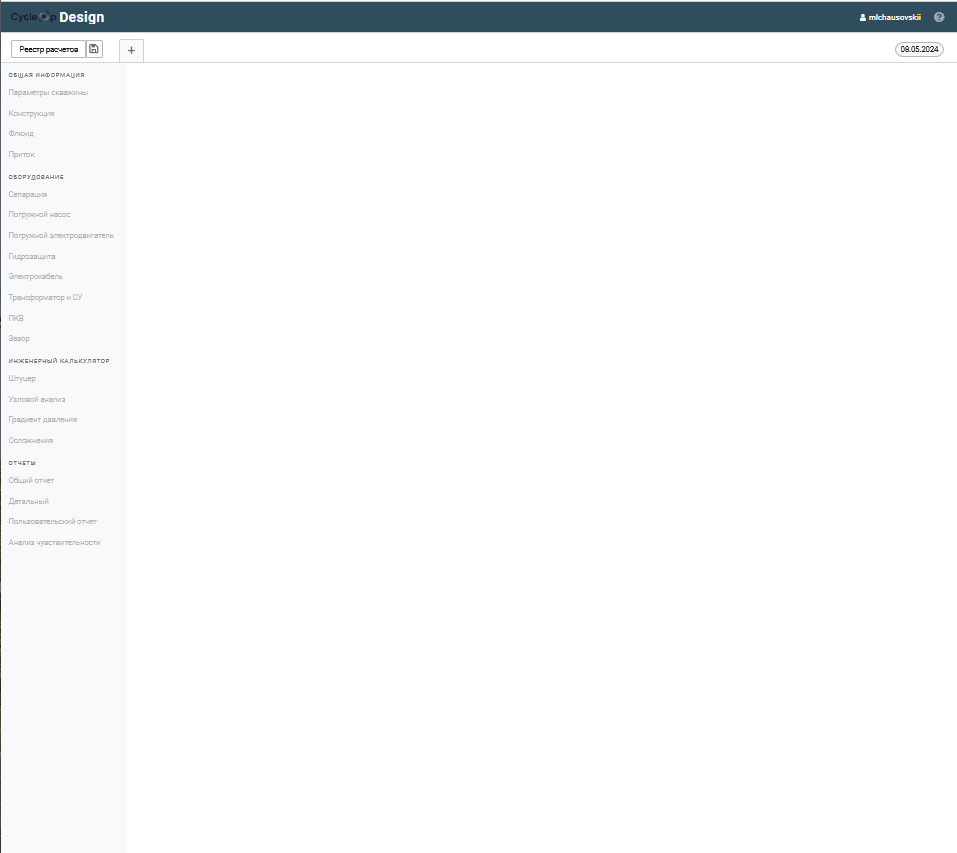 CycleOp Design
mlchausovskii
?
Реестр расчетов
+
08.05.2024
ОБЩАЯ ИНФОРМАЦИЯ
Параметры скважины
Конструкция
Флюид
Приток
ОБОРУДОВАНИЕ
Сепарация
Погружной насос
Погружной электродвигатель
Гидрозащита
Электрокабель
Трансформатор и СУ
ПКВ
Зазор
ИНЖЕНЕРНЫЙ КАЛЬКУЛЯТОР
Штуцер
Узловой анализ
Градиент давления
Осложнения
ОТЧЕТЫ
Общий отчет
Детальный
Пользовательский отчет
Анализ чувствительности